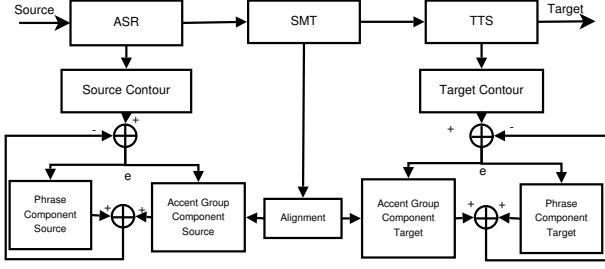 Source
ASR
SMT
TTS
Target
Source Contour
Target Contour
+
-
+
-
e
e
Phrase
Component
Source
+
+
Accent Group
Component
Source
Alignment
Accent Group
Component
Target
+
+
Phrase
Component
Target